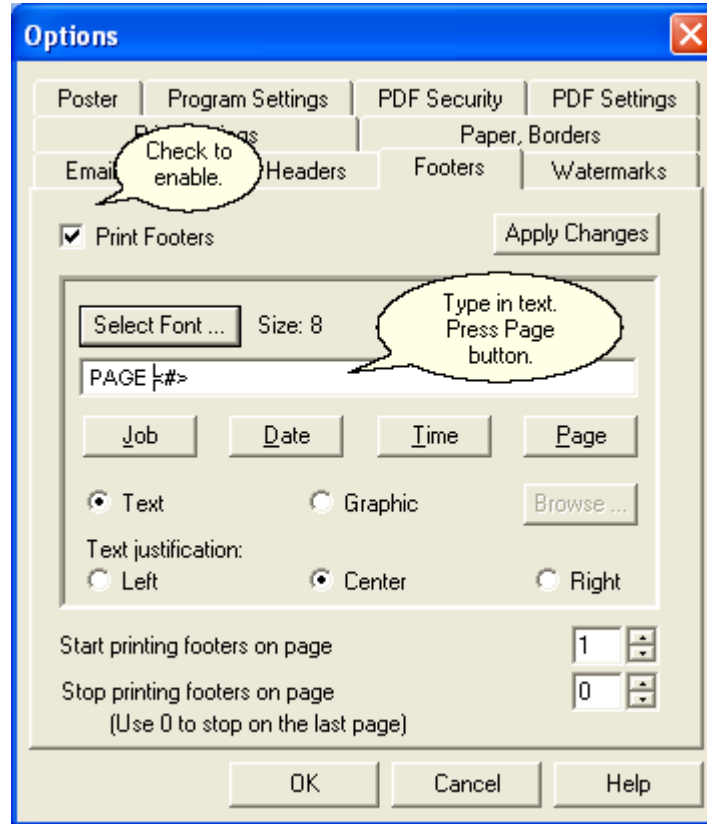 Options
Poster Program Settings PDF Security PDF Settings
Paper, Borders
Check to
enable.
Email Headers Footers Watermarks
Print Footers Apply Changes
Type in text.
Press Page
button.
Select Font ... Size: 8
PAGE <#>
Job Date Time Page
Text Graphic Browse ...
Text justification:
Left Center Right
Start printing footers on page 1
Stop printing footers on page 0
(Use 0 to stop on the last page)
OK Cancel Help